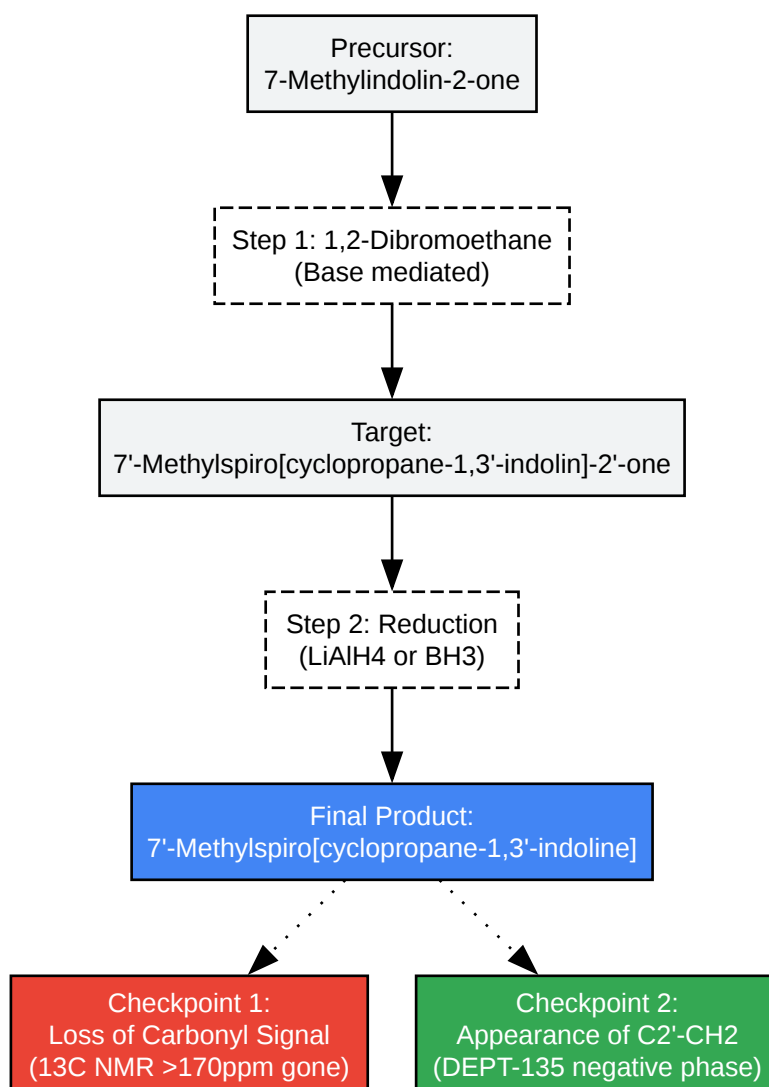 Precursor:
7-Methylindolin-2-one
Step 1: 1,2-Dibromoethane
(Base mediated)
Target:
7'-Methylspiro[cyclopropane-1,3'-indolin]-2'-one
Step 2: Reduction
(LiAlH4 or BH3)
Final Product:
7'-Methylspiro[cyclopropane-1,3'-indoline]
Checkpoint 1:
Loss of Carbonyl Signal
(13C NMR >170ppm gone)
Checkpoint 2:
Appearance of C2'-CH2
(DEPT-135 negative phase)